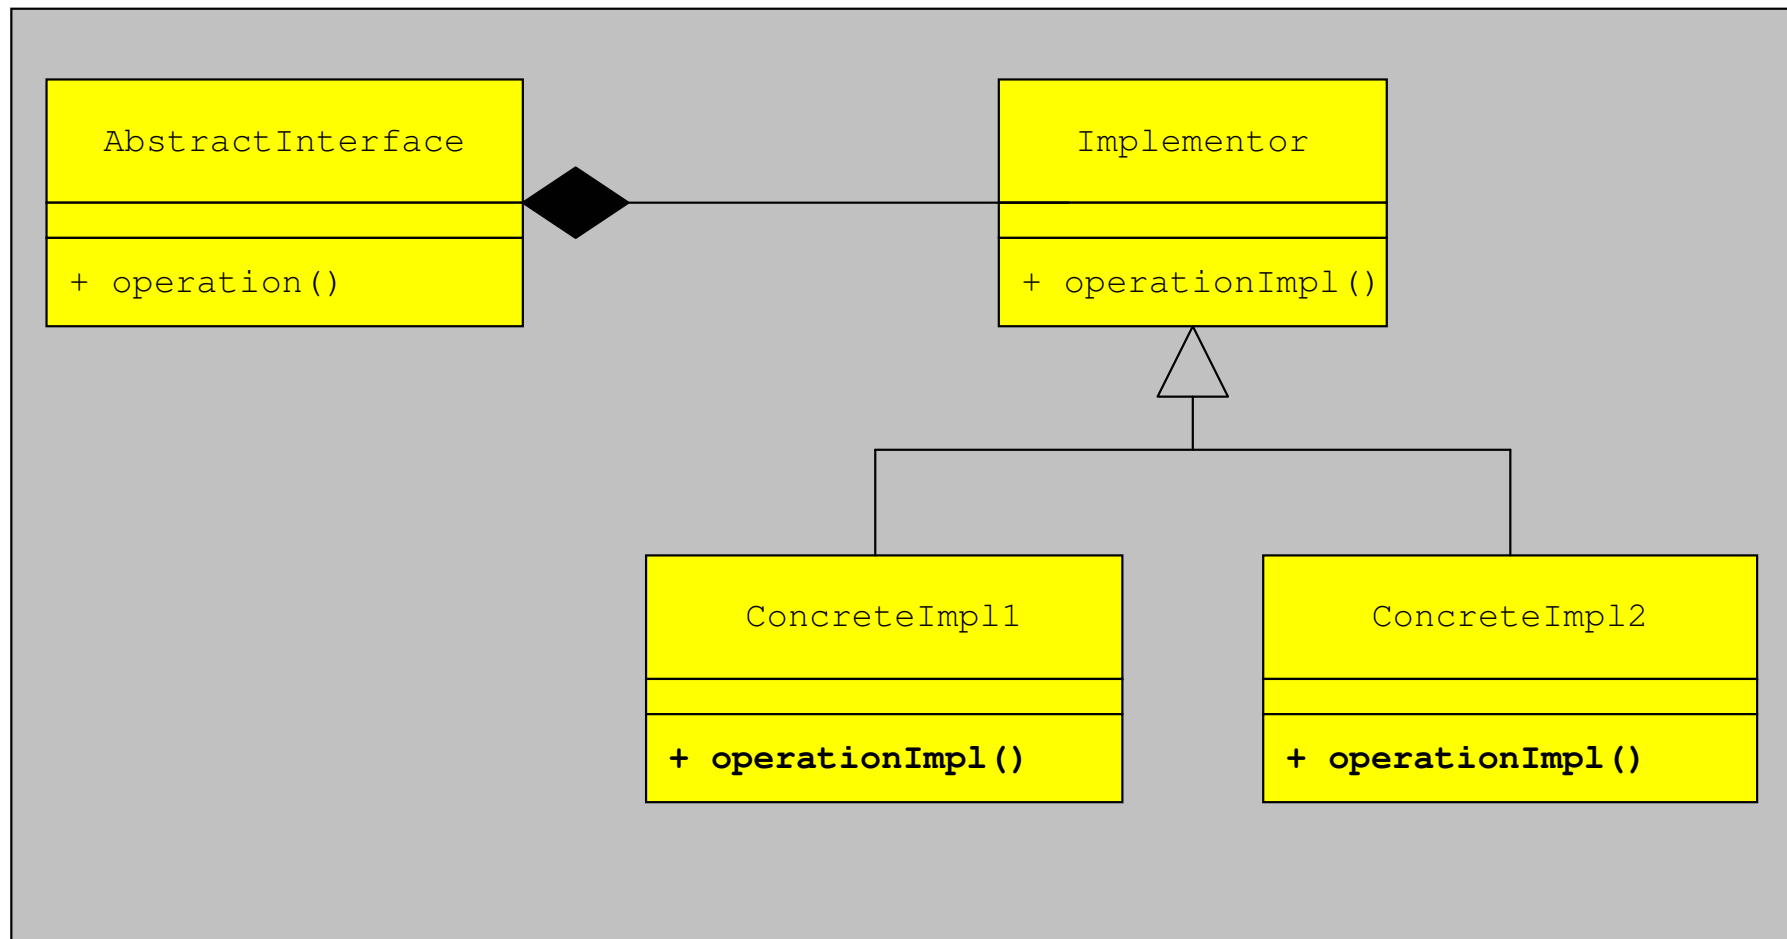 AbstractInterface
+ operation()
Implementor
+ operationImpl()
ConcreteImpl1
+ operationImpl()
ConcreteImpl2
+ operationImpl()